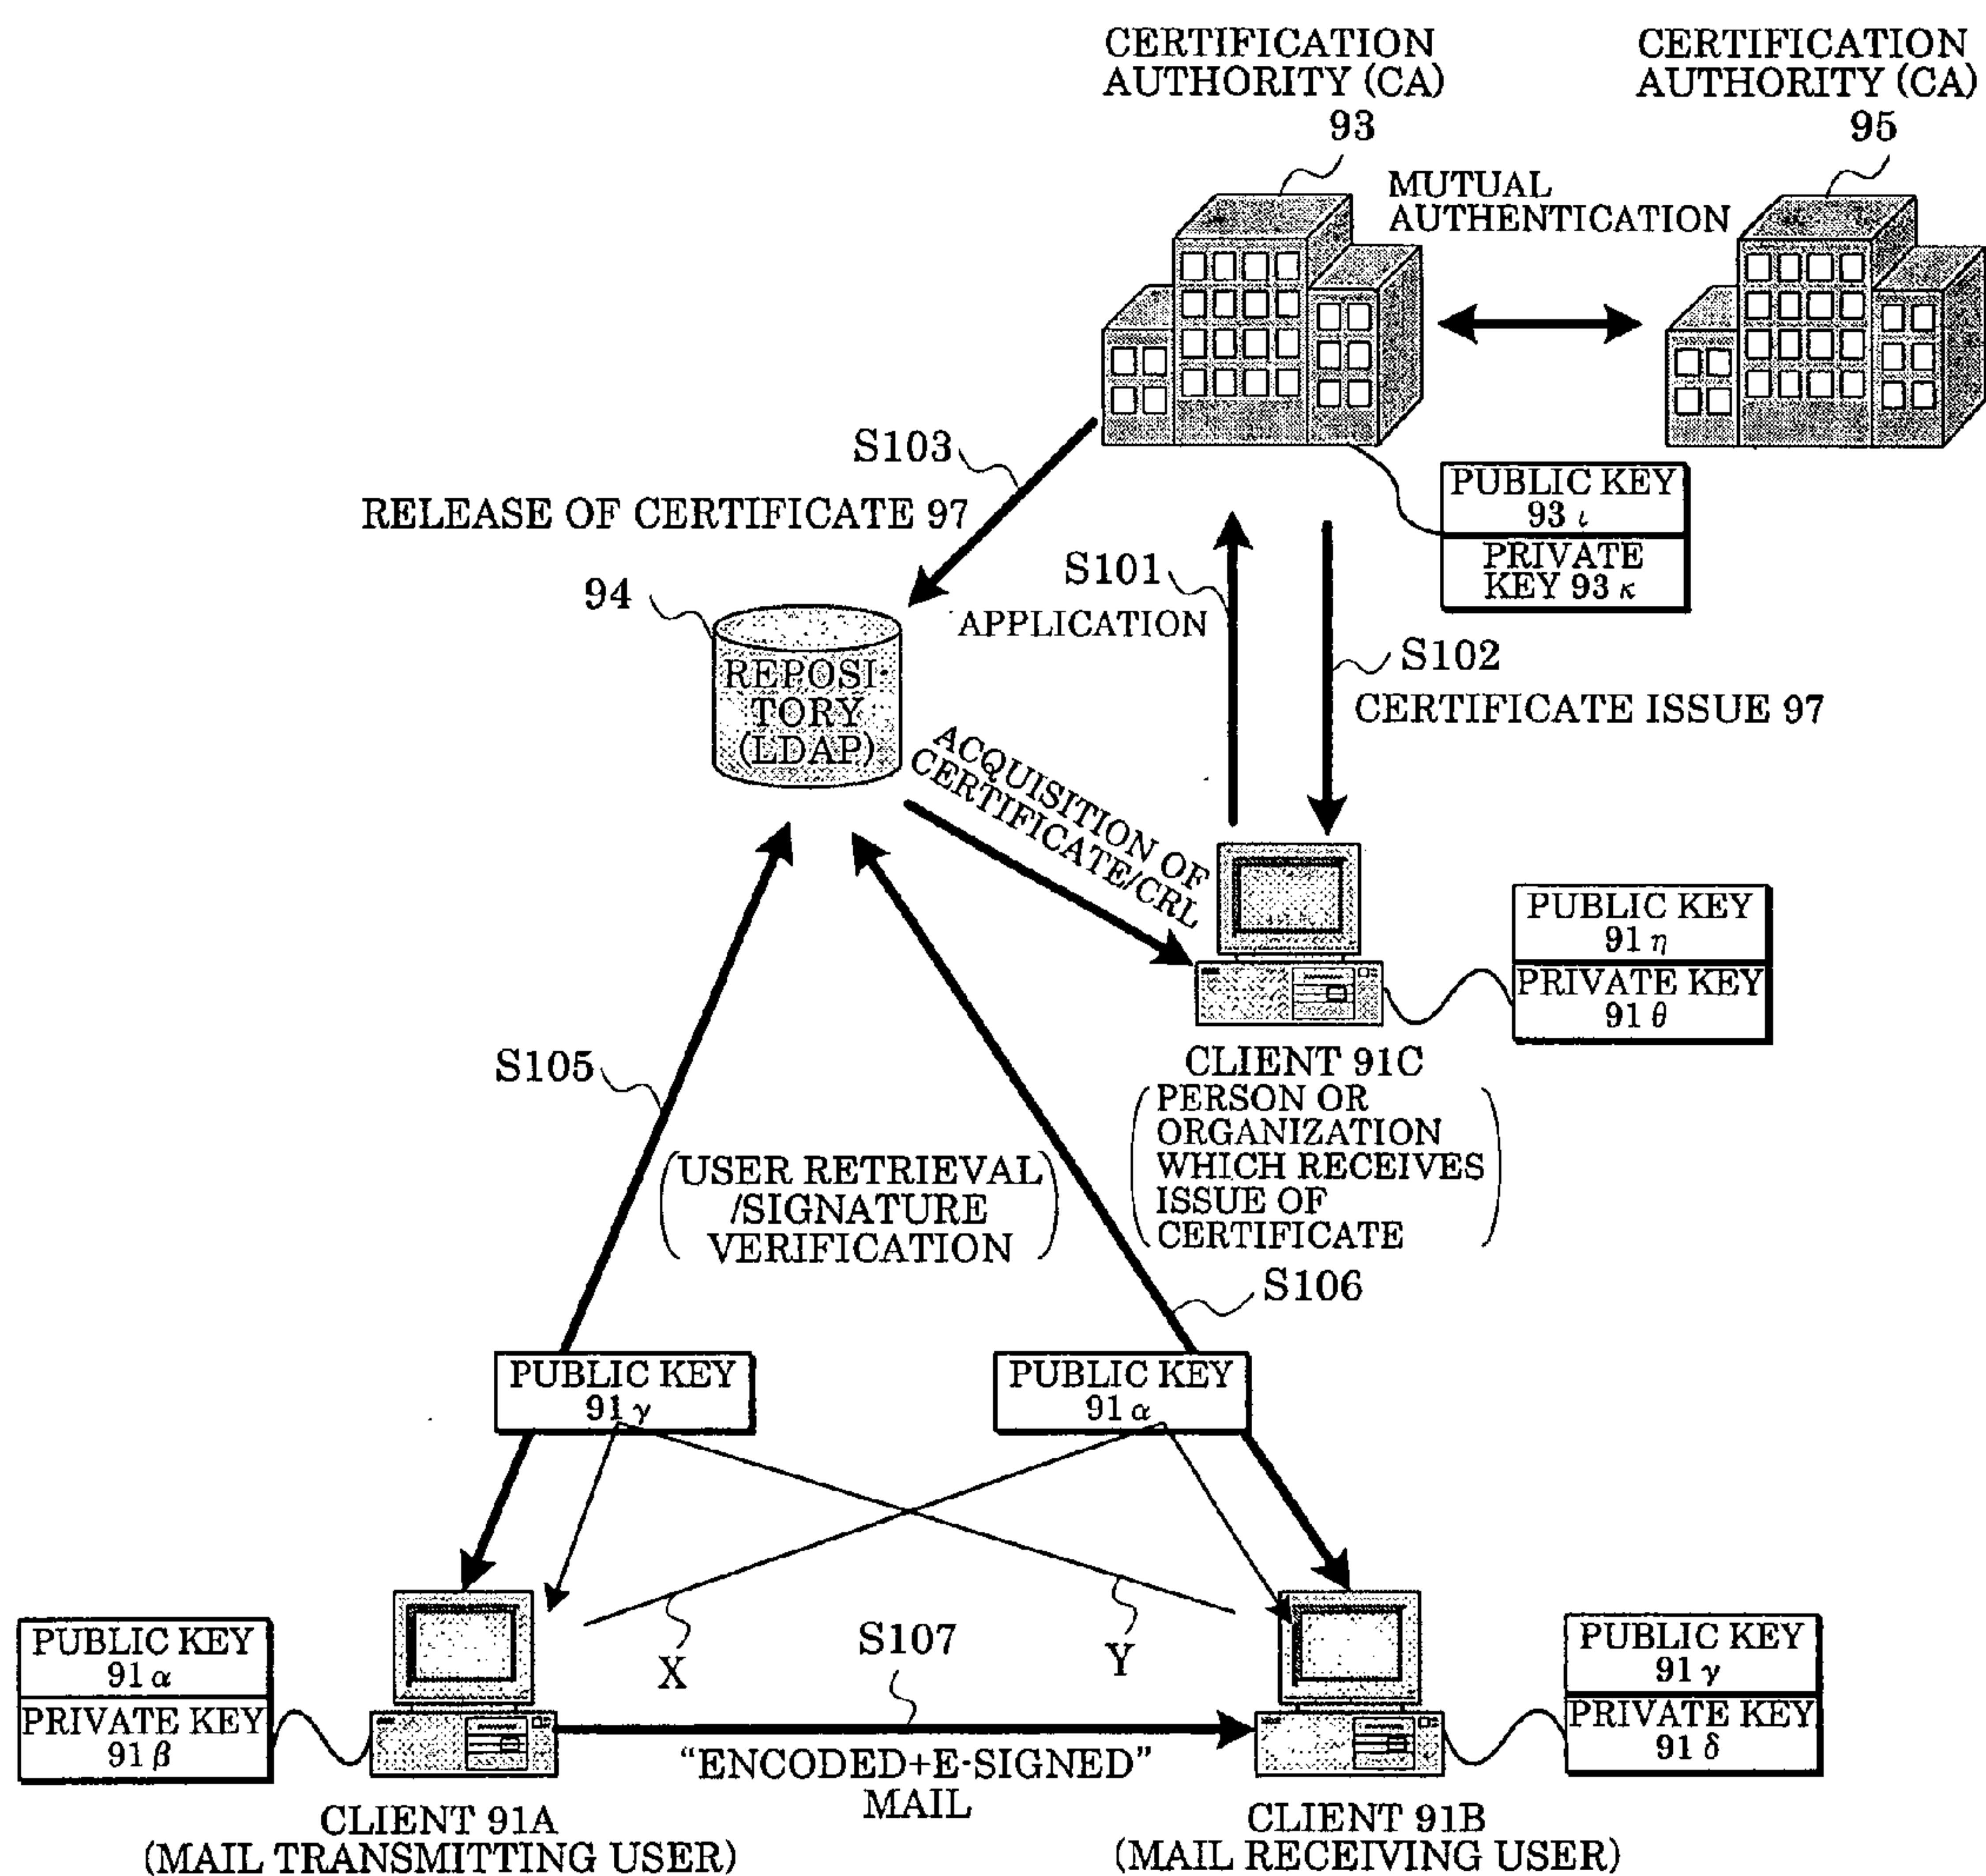 CERTIFICATION
AUTHORITY (CA)
93
CERTIFICATION
AUTHORITY (CA)
95
MUTUAL
AUTHENTICATION
S103
RELEASE OF CERTIFICATE 97
PUBLIC KEY
93 ι
PRIVATE
KEY 93 κ
94
S101
APPLICATION
S102
CERTIFICATE ISSUE 97
REPOSI-
TORY
(LDAP)
ACQUISITION OF
CERTIFICATE/CRL
PUBLIC KEY
91 η
PRIVATE KEY
91 θ
S105
CLIENT 91C
(PERSON OR
ORGANIZATION
WHICH RECEIVES
ISSUE OF
CERTIFICATE)
(USER RETRIEVAL
/SIGNATURE
VERIFICATION)
S106
PUBLIC KEY
91 γ
PUBLIC KEY
91 α
PUBLIC KEY
91 α
PRIVATE KEY
91 β
X
S107
Y
PUBLIC KEY
91 γ
PRIVATE KEY
91 δ
"ENCODED+E-SIGNED"
MAIL
CLIENT 91A
(MAIL TRANSMITTING USER)
CLIENT 91B
(MAIL RECEIVING USER)